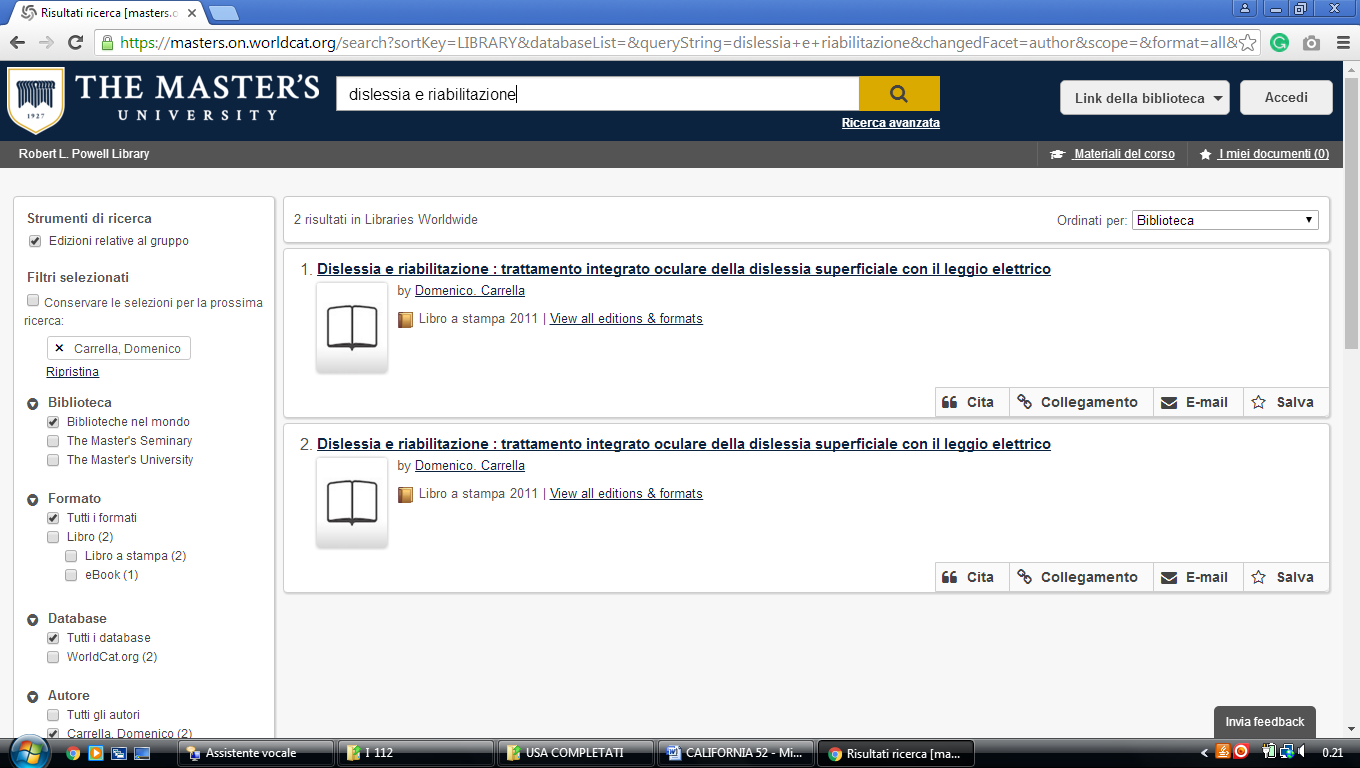 Risultati ricerca [masters.o
https://masters.on.worldcat.org/search?sortKey=LIBRARY&databaseList=&queryString=dislessia+e+riabilitazione&changedFacet=author&scope=&format=all&
THE MASTER'S
UNIVERSITY
1927
dislessia e riabilitazione
Ricerca avanzata
Link della biblioteca
Accedi
Robert L. Powell Library
Materiali del corso
I miei documenti (0)
Strumenti di ricerca
Edizioni relative al gruppo
Filtri selezionati
Conservare le selezioni per la prossima
ricerca:
× Carrella, Domenico
Ripristina
Biblioteca
Biblioteche nel mondo
The Master's Seminary
The Master's University
Formato
Tutti i formati
Libro (2)
Libro a stampa (2)
eBook (1)
Database
Tutti i database
WorldCat.org (2)
Autore
Tutti gli autori
Carrella, Domenico (2)
2 risultati in Libraries Worldwide
Ordinati per: Biblioteca
1. Dislessia e riabilitazione : trattamento integrato oculare della dislessia superficiale con il leggio elettrico
by Domenico. Carrella
Libro a stampa 2011 | View all editions & formats
Cita Collegamento E-mail Salva
2. Dislessia e riabilitazione : trattamento integrato oculare della dislessia superficiale con il leggio elettrico
by Domenico. Carrella
Libro a stampa 2011 | View all editions & formats
Cita Collegamento E-mail Salva
Invia feedback
Assistente vocale
I 112
USA COMPLETATI
CALIFORNIA 52 - Mi...
Risultati ricerca [ma...
0.21